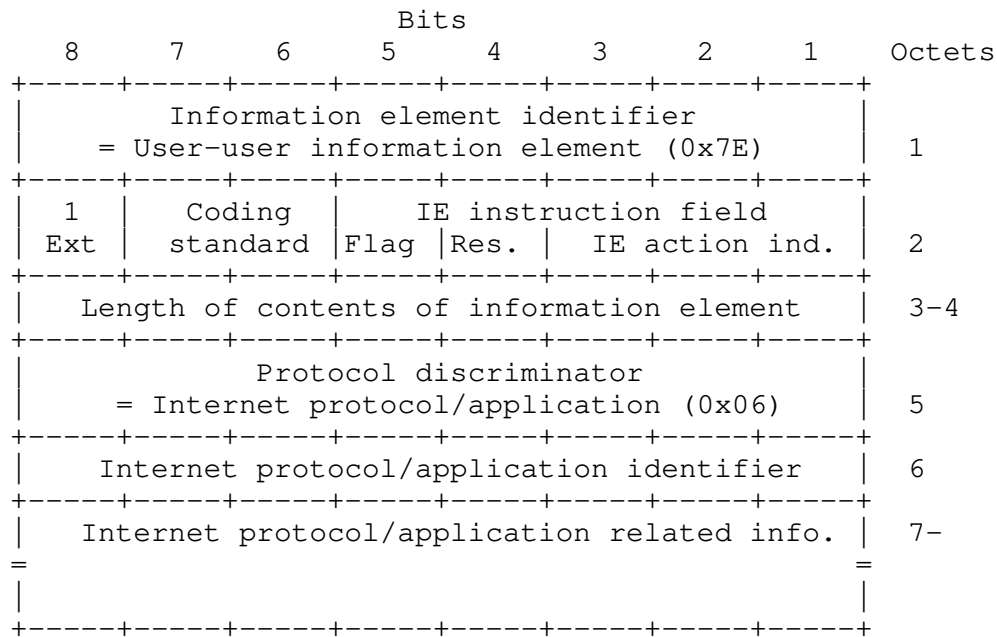 Bits
8 7 6 5 4 3 2 1 Octets
+-----+-----+-----+-----+-----+-----+-----+-----+
| Information element identifier |
| = User-user information element (0x7E) | 1
+-----+-----+-----+-----+-----+-----+-----+-----+
| 1 | Coding | IE instruction field |
| Ext | standard |Flag |Res. | IE action ind. | 2
+-----+-----+-----+-----+-----+-----+-----+-----+
| Length of contents of information element | 3-4
+-----+-----+-----+-----+-----+-----+-----+-----+
| Protocol discriminator |
| = Internet protocol/application (0x06) | 5
+-----+-----+-----+-----+-----+-----+-----+-----+
| Internet protocol/application identifier | 6
+-----+-----+-----+-----+-----+-----+-----+-----+
| Internet protocol/application related info. | 7-
= =
| |
+-----+-----+-----+-----+-----+-----+-----+-----+